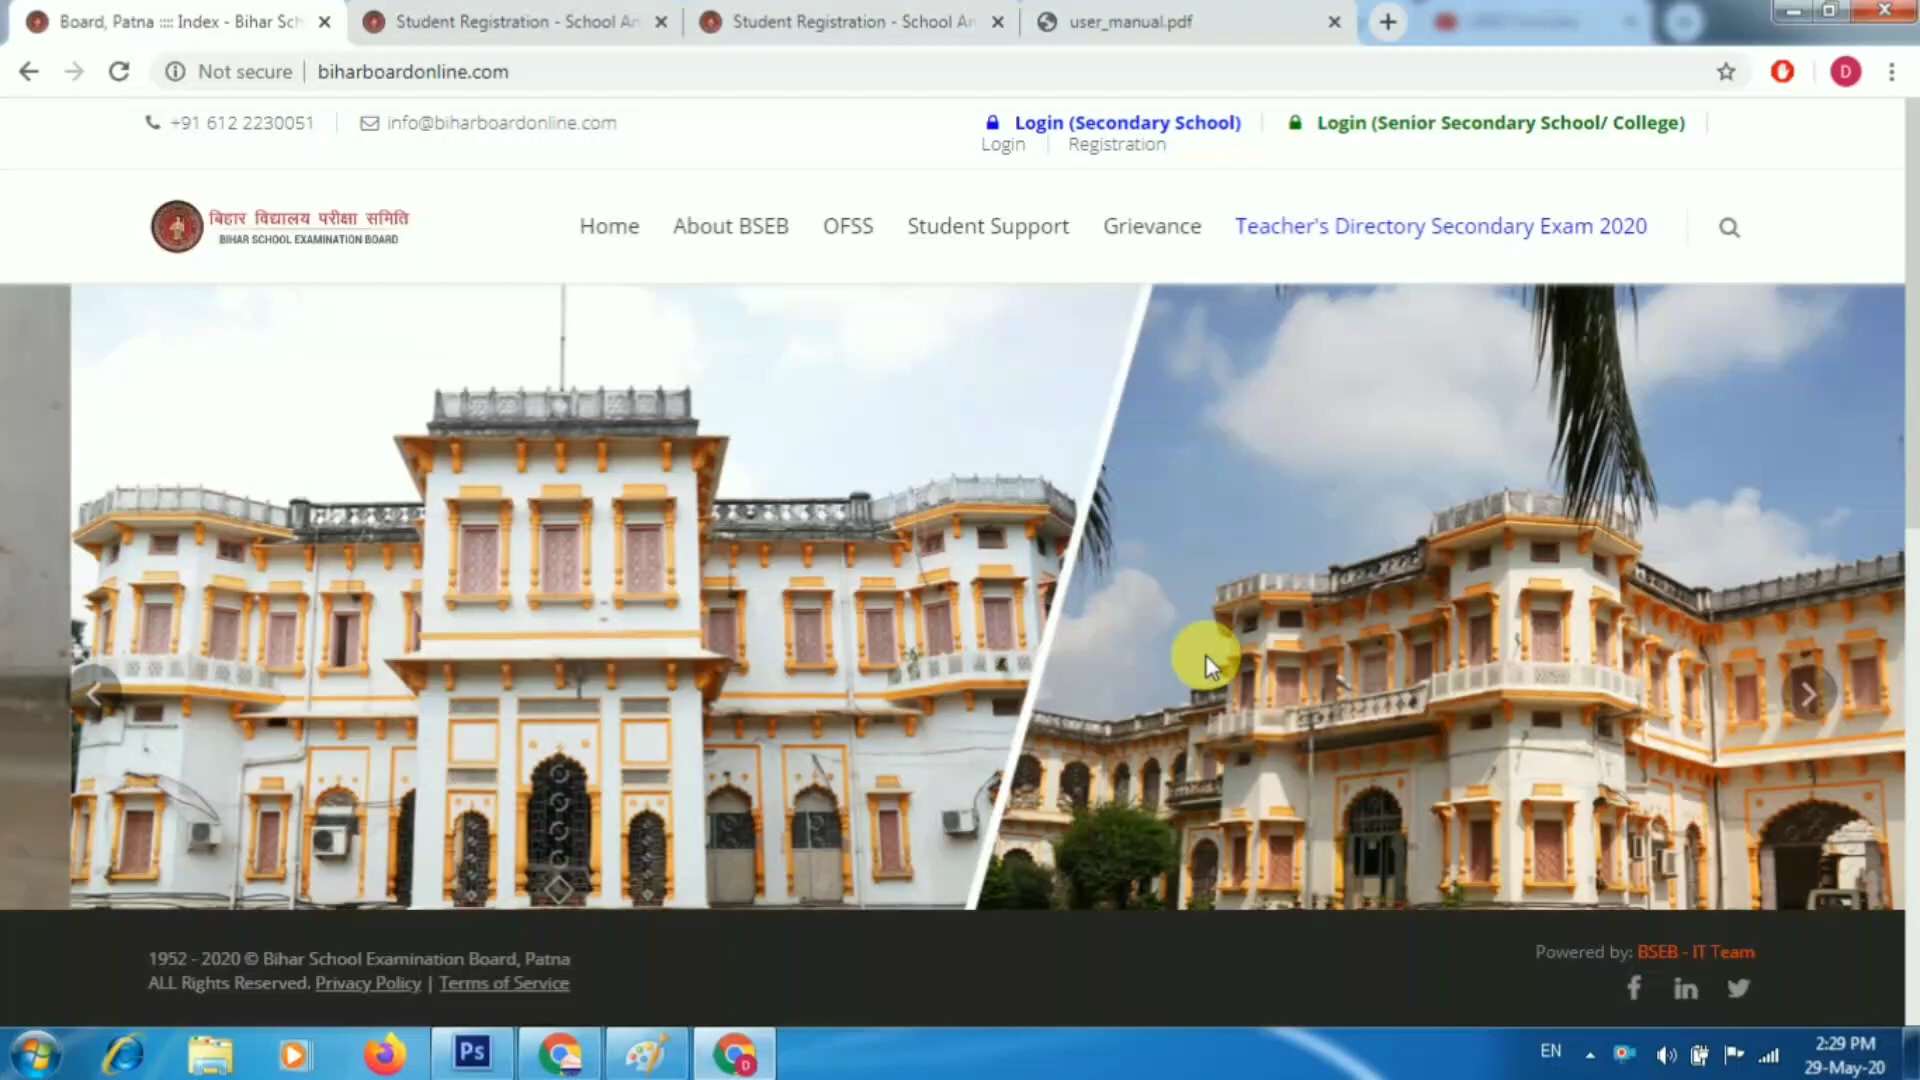 Board, Patna :::: Index - Bihar Sch
Student Registration - School An
Student Registration - School An
user_manual.pdf
Not secure
biharboardonline.com
D
+91 612 2230051
info@biharboardonline.com
Login (Secondary School)
Login (Senior Secondary School/ College)
Login
Registration
बिहार विद्यालय परीक्षा समिति
BIHAR SCHOOL EXAMINATION BOARD
Home
About BSEB
OFSS
Student Support
Grievance
Teacher's Directory Secondary Exam 2020
1952 - 2020 © Bihar School Examination Board, Patna
ALL Rights Reserved. Privacy Policy | Terms of Service
Powered by: BSEB - IT Team
Ps
D
EN
2:29 PM
29-May-20